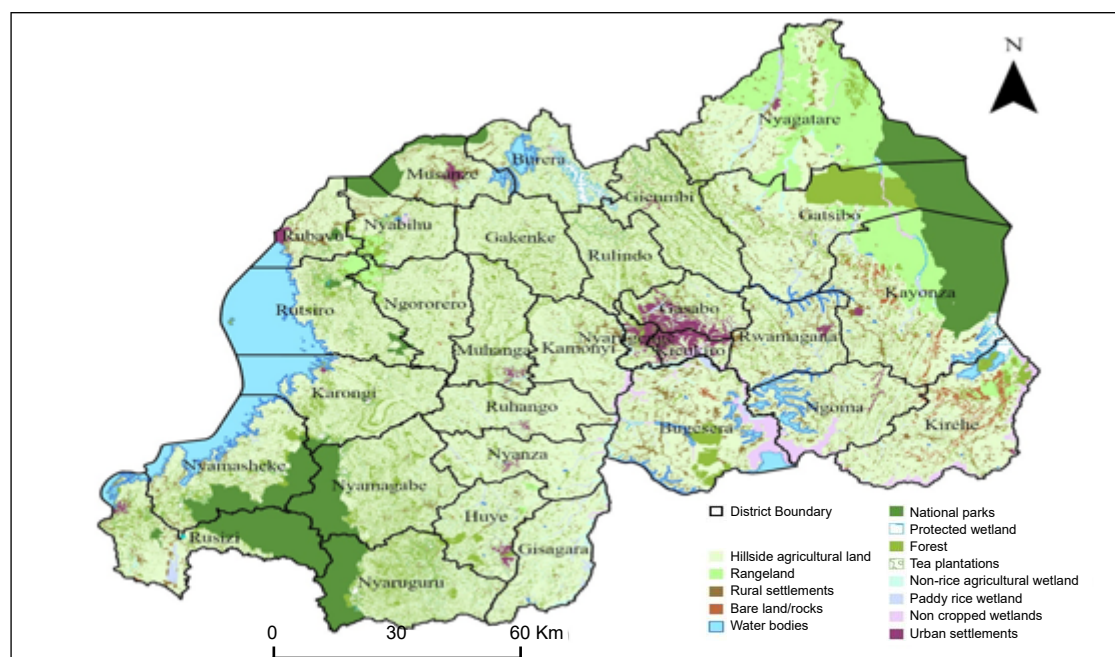 N
Nyagatare
Burera
Musanze
Gicumbi
Gatsibo
Rubavu
Nyabihu
Gakenke
Rulindo
Kayonza
Rutsiro
Ngororero
Gasabo
Nyarugenge
Rwamagana
Muhanga
Kamonyi
Kicukiro
Karongi
Ruhango
Bugesera
Ngoma
Kirehe
Nyamasheke
Nyanza
Nyamagabe
Huye
Rusizi
Gisagara
Nyaruguru
District Boundary
Hillside agricultural land
Rangeland
Rural settlements
Bare land/rocks
Water bodies
National parks
Protected wetland
Forest
Tea plantations
Non-rice agricultural wetland
Paddy rice wetland
Non cropped wetlands
Urban settlements
0 30 60 Km